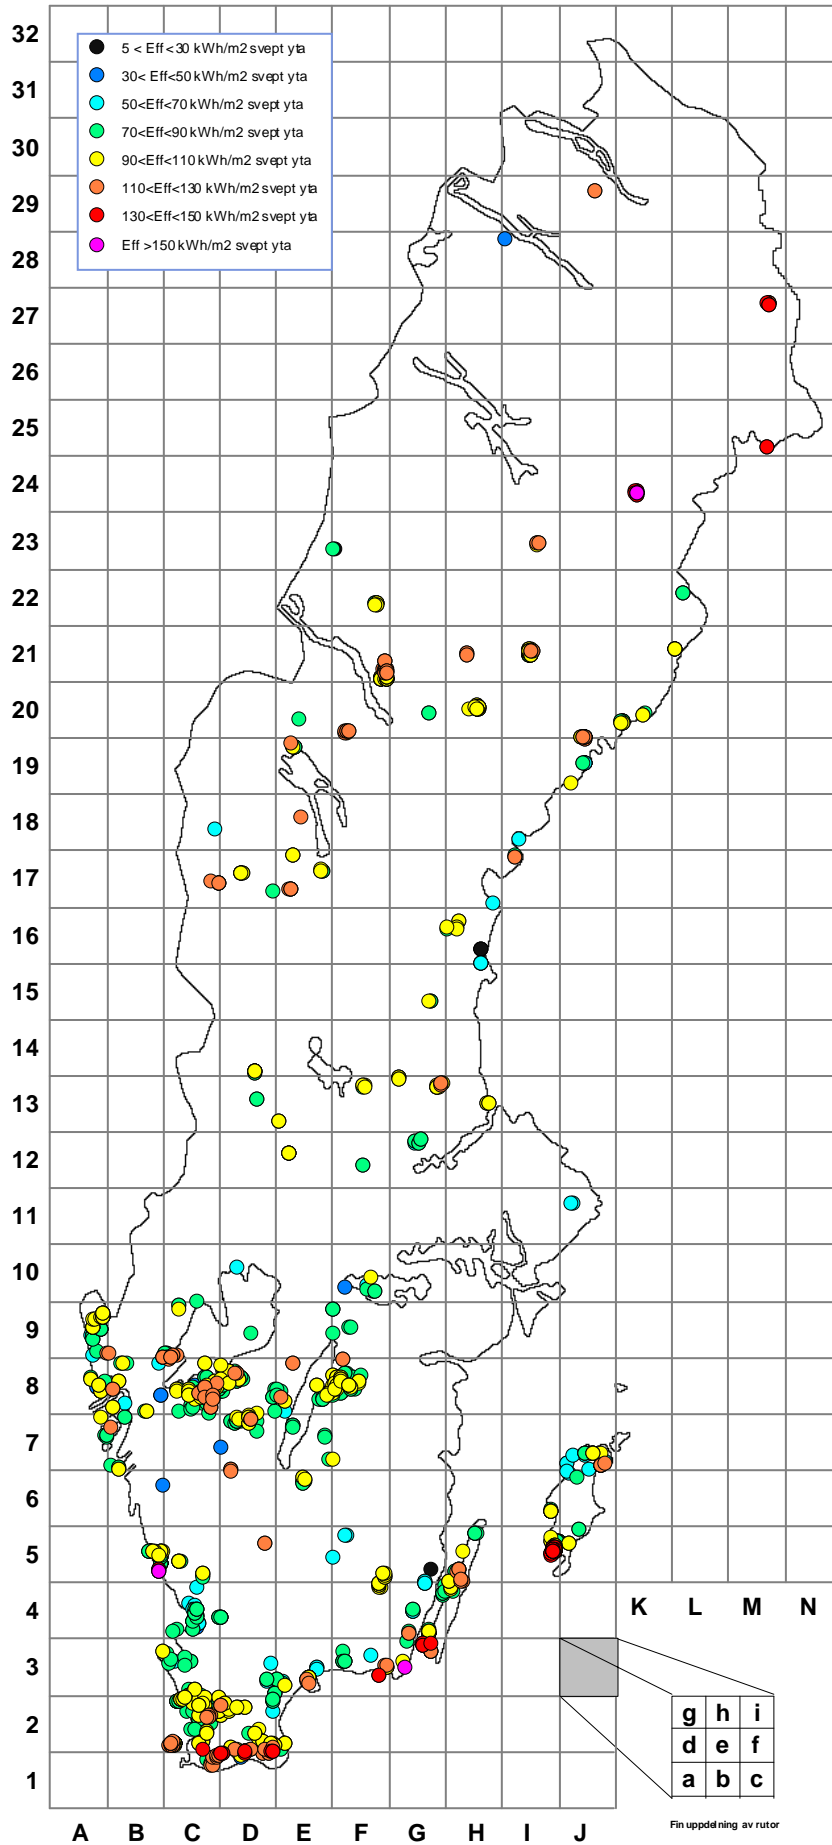 32
5 < Eff<30 kWh/m2 svept yta
30< Eff<50 kWh/m2 svept yta
50<Eff<70 kWh/m2 svept yta
70<Eff<90 kWh/m2 svept yta
90<Eff<110 kWh/m2 svept yta
110<Eff<130 kWh/m2 svept yta
130<Eff<150 kWh/m2 svept yta
Eff >150 kWh/m2 svept yta
31
30
29
28
27
26
25
24
23
22
21
20
19
18
17
16
15
14
13
12
11
10
9
8
7
6
5
4
K L M N
3
g h i
d e f
a b c
2
1
Fin uppdelning av rutor
A B C D E F G H I J